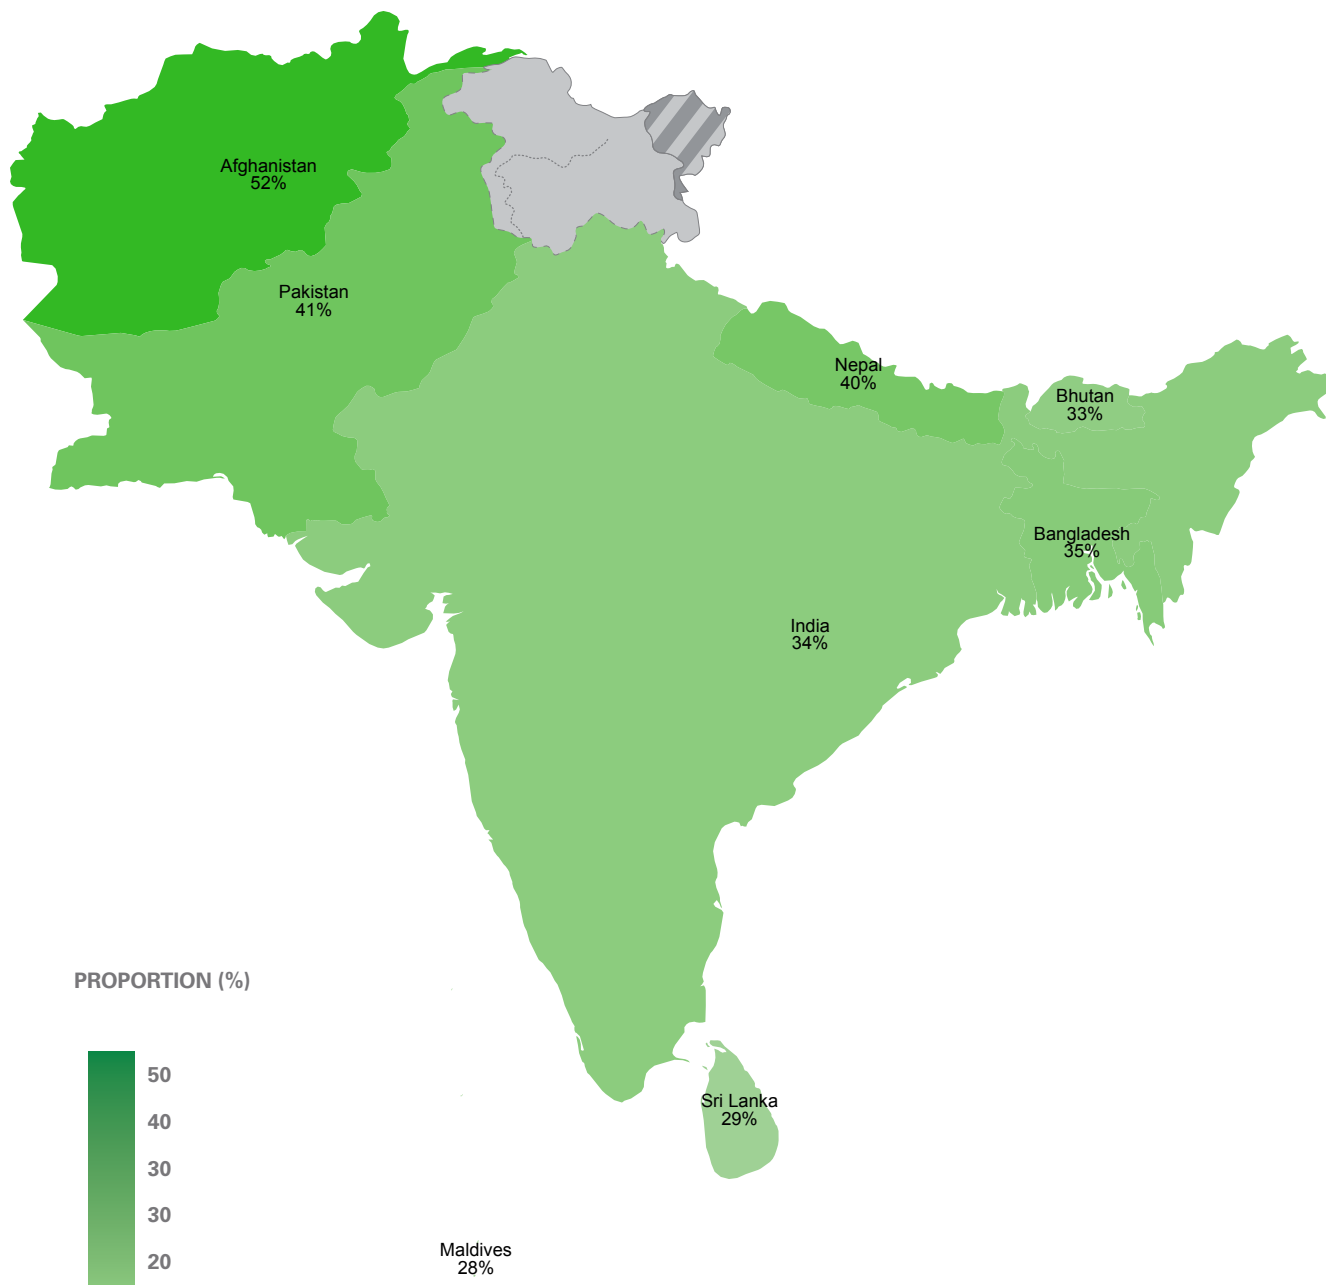 Afghanistan
52%
Pakistan
41%
Nepal
40%
Bhutan
33%
Bangladesh
35%
India
34%
PROPORTION (%)
50
40
30
30
20
Sri Lanka
29%
Maldives
28%